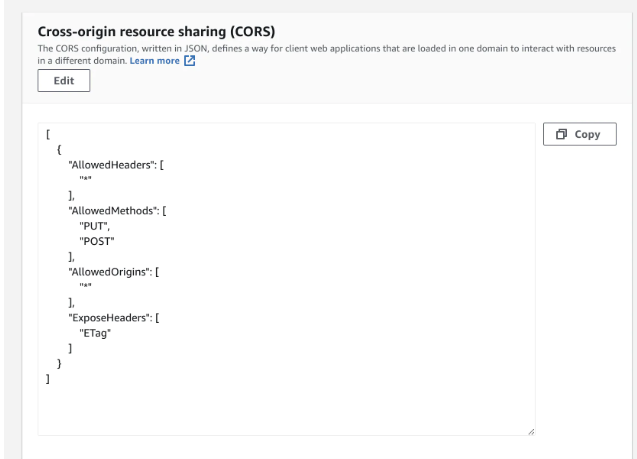 Cross-origin resource sharing (CORS)
The CORS configuration, written in JSON, defines a way for client web applications that are loaded in one domain to interact with resources
in a different domain. Learn more
Edit
Copy
[
{
"AllowedHeaders": [
"*"
],
"AllowedMethods": [
"PUT",
"POST"
],
"AllowedOrigins": [
"*"
],
"ExposeHeaders": [
"ETag"
]
}
]